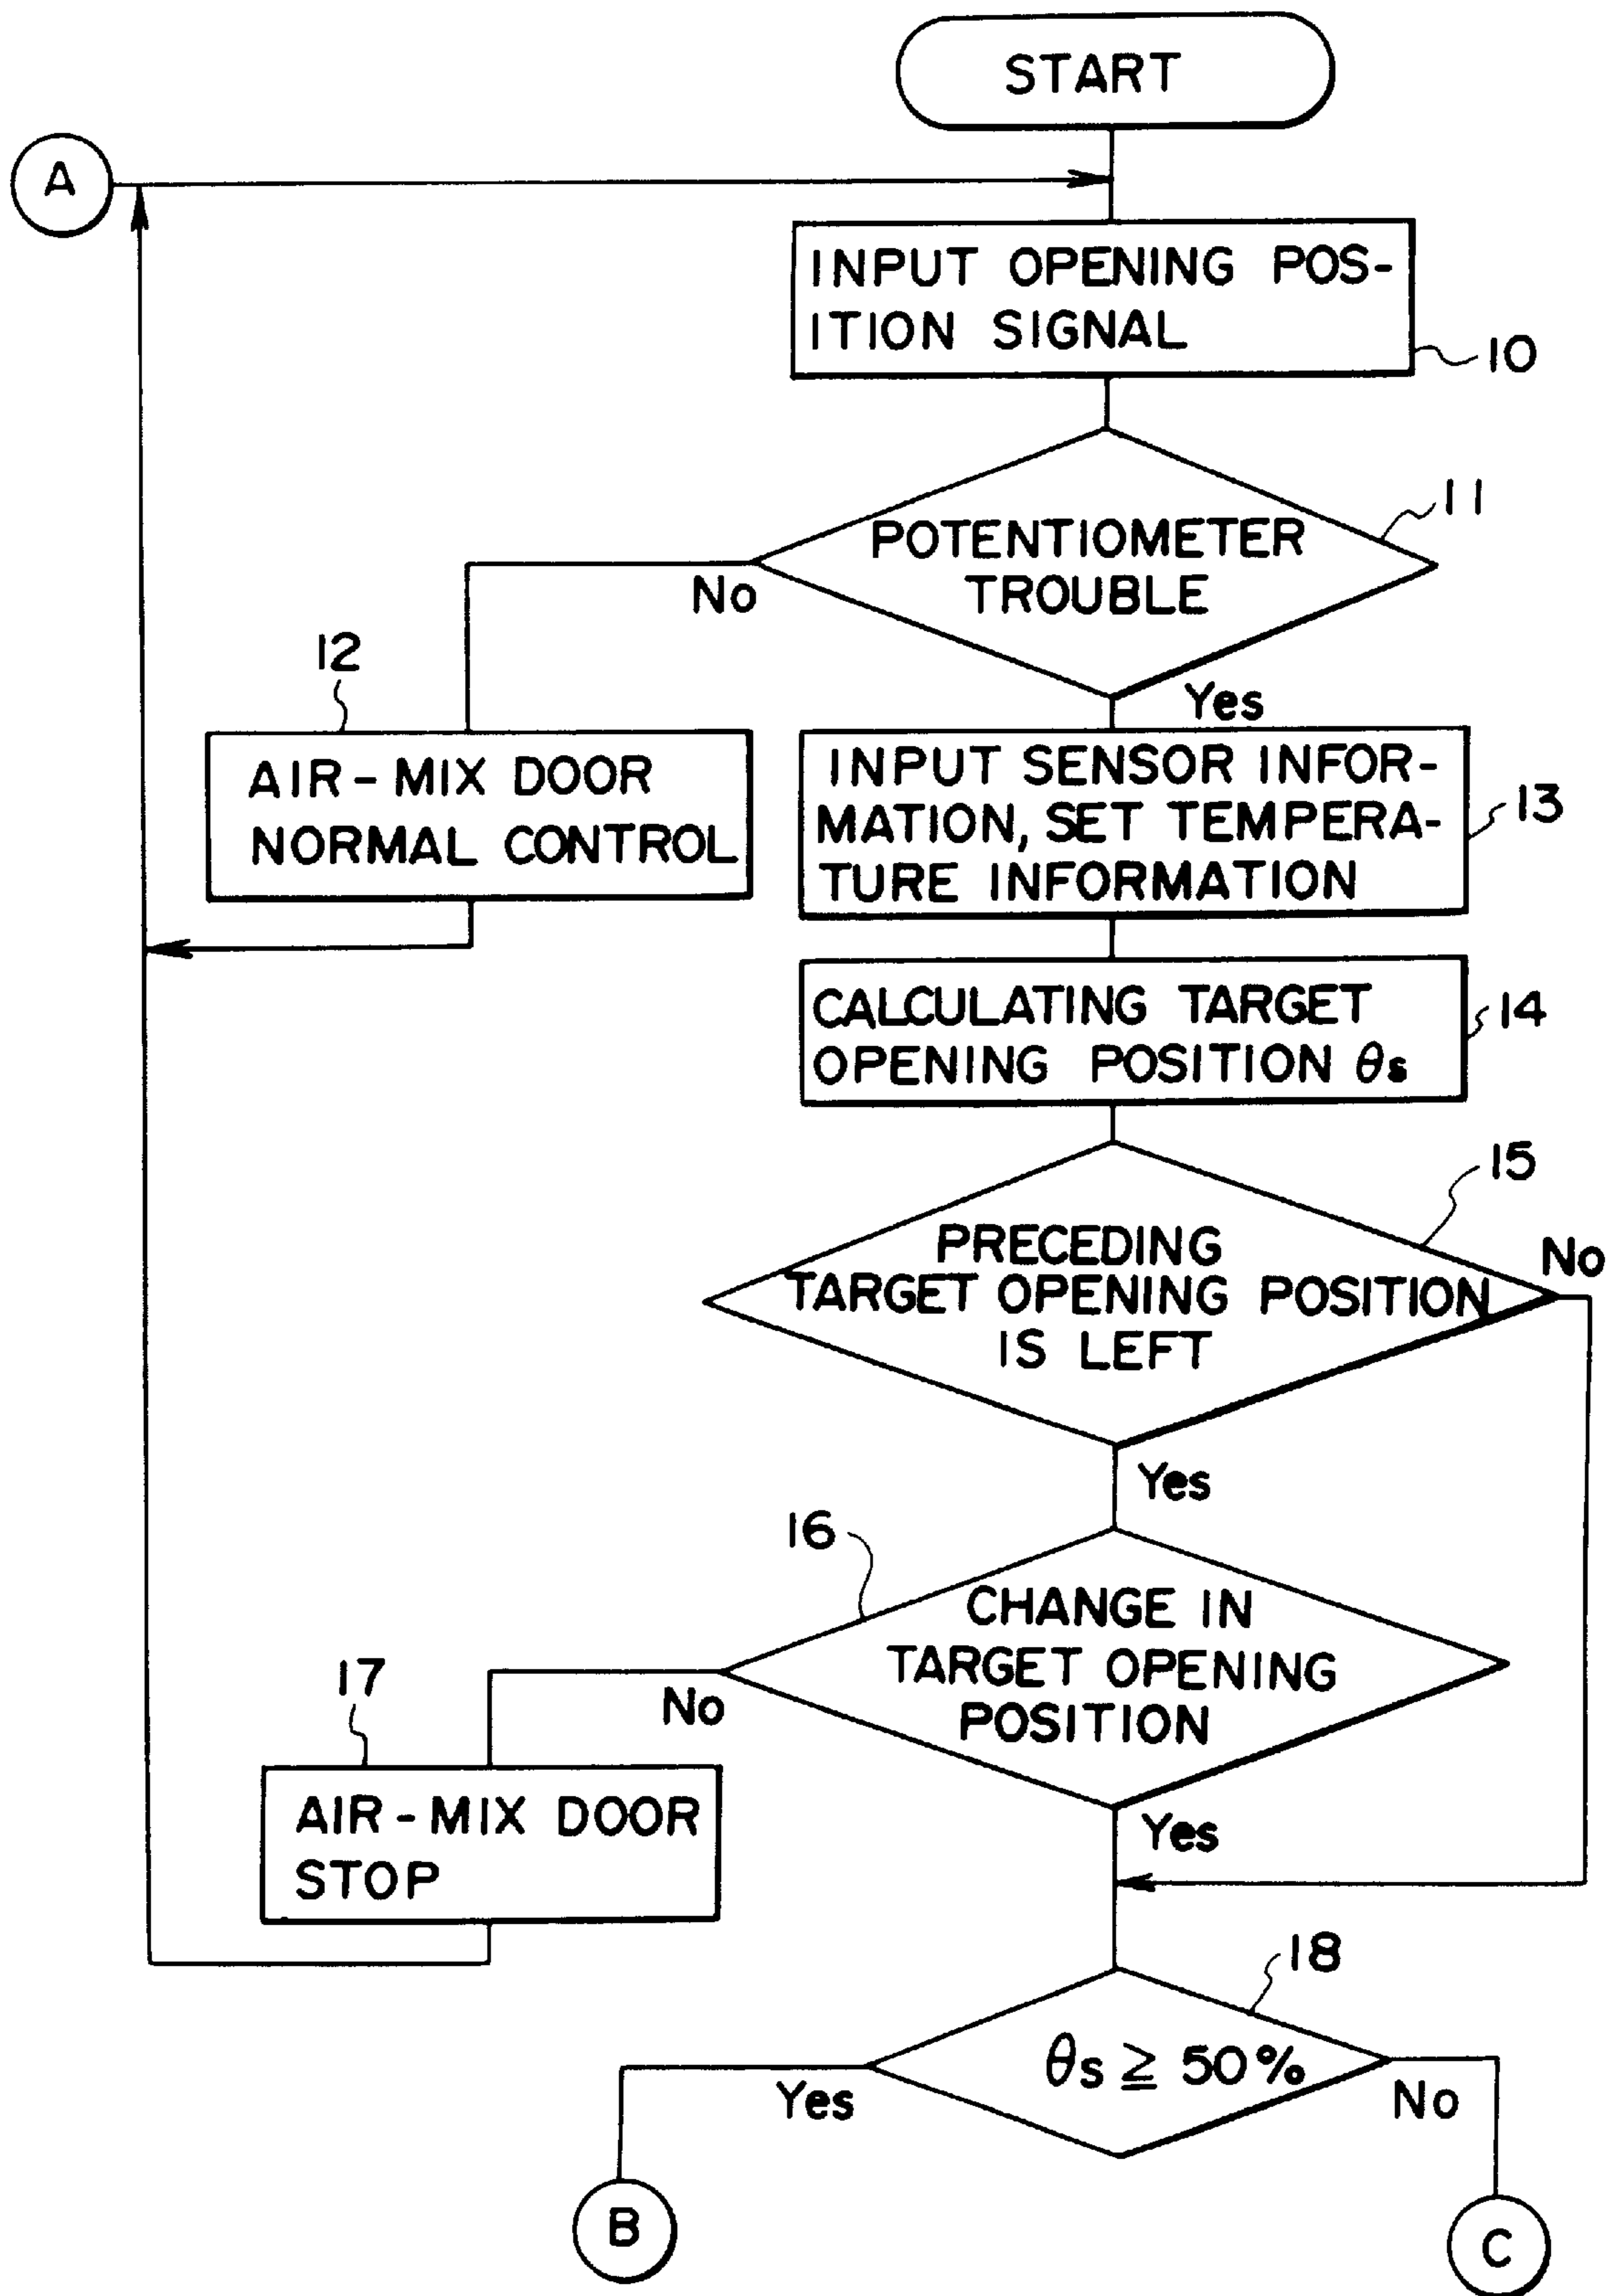 START
A
INPUT OPENING POS-
ITION SIGNAL
10
11
POTENTIOMETER
TROUBLE
No
Yes
12
AIR-MIX DOOR
NORMAL CONTROL
INPUT SENSOR INFOR-
MATION, SET TEMPERA-
TURE INFORMATION
13
CALCULATING TARGET
OPENING POSITION θs
14
15
PRECEDING
TARGET OPENING POSITION
IS LEFT
No
Yes
16
CHANGE IN
TARGET OPENING
POSITION
No
Yes
17
AIR-MIX DOOR
STOP
18
θs ≧ 50%
Yes
No
B
C